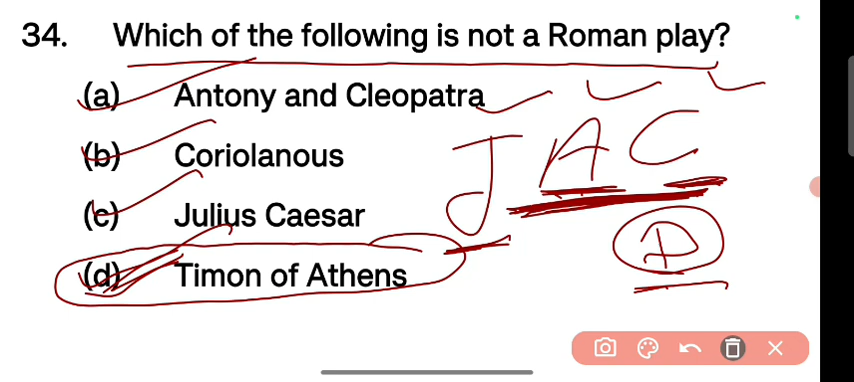 34. Which of the following is not a Roman play?
(a) Antony and Cleopatra
(b) Coriolanous
(c) Julius Caesar
(d) Timon of Athens
J A C
D